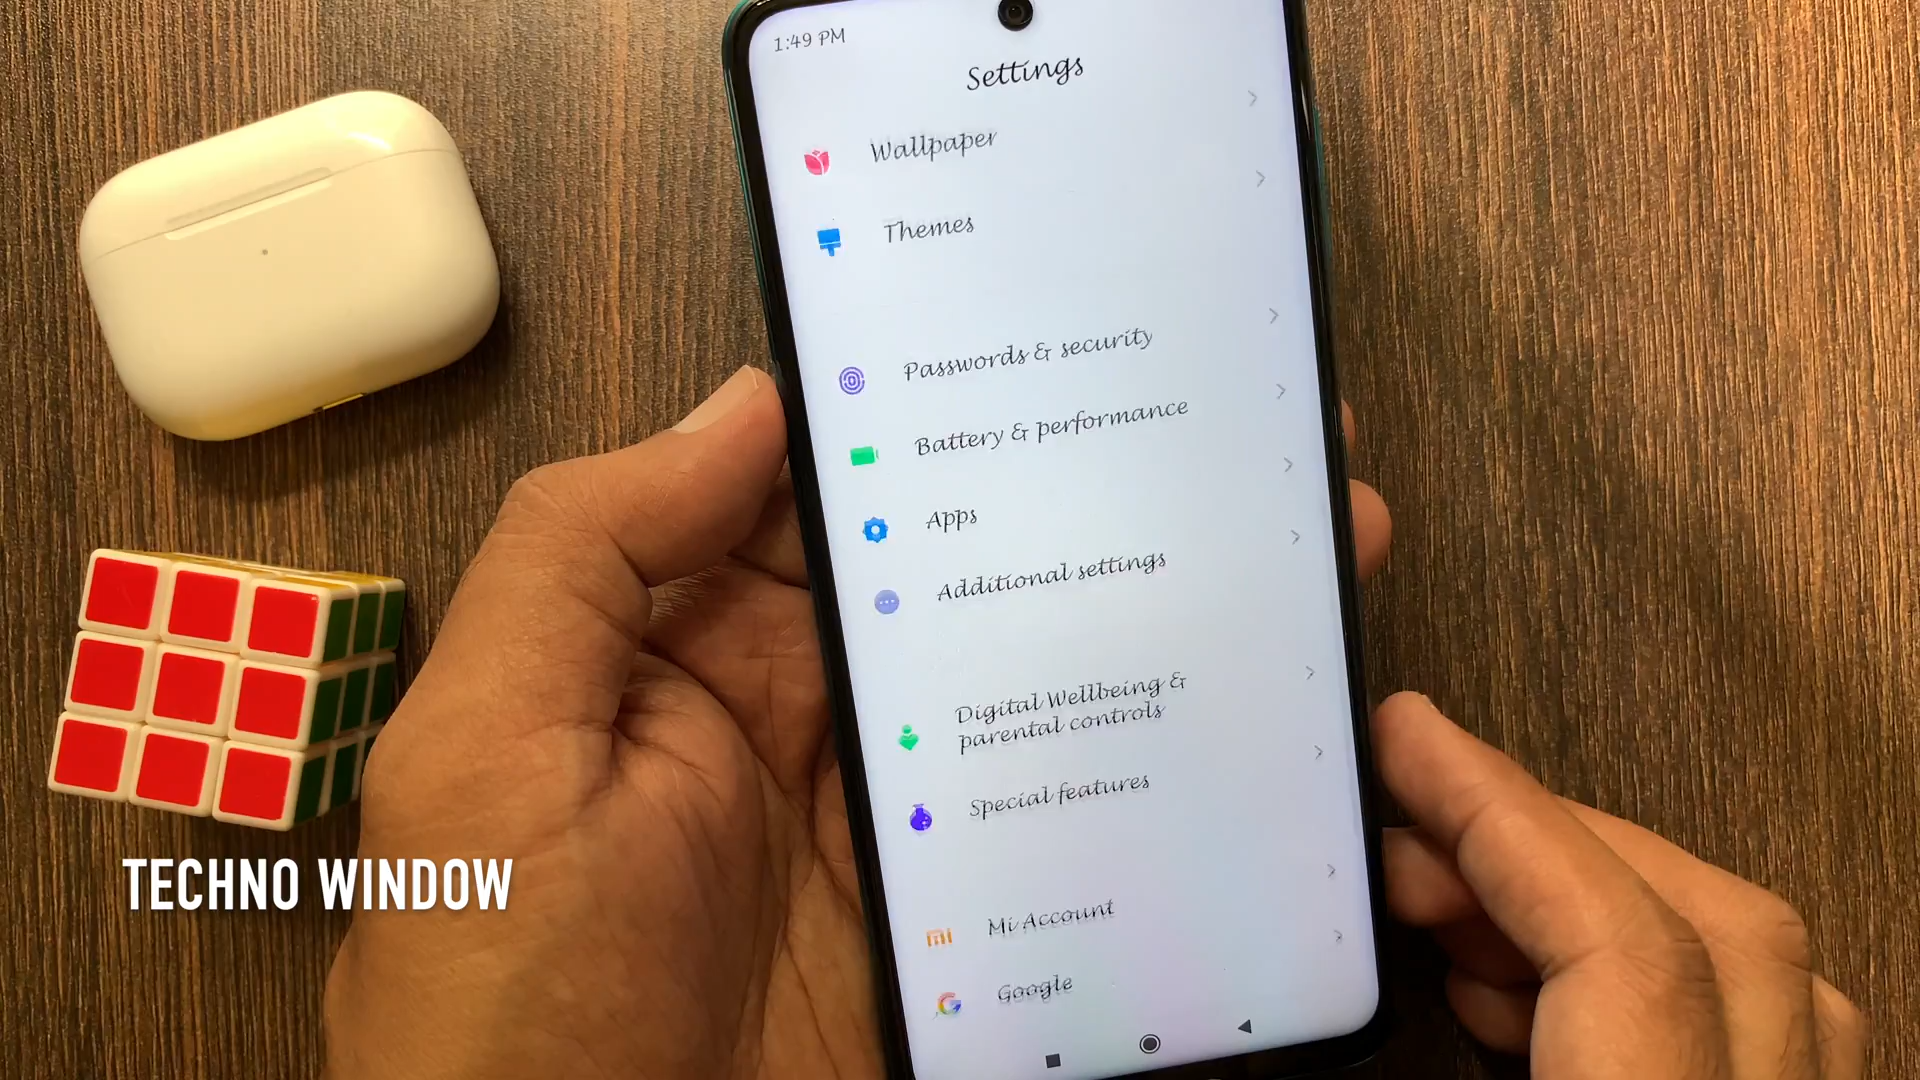 1:49 PM
Settings
Wallpaper
Themes
Passwords & security
Battery & performance
Apps
Additional settings
Digital Wellbeing &
parental controls
Special features
mi
Mi Account
G
Google
TECHNO WINDOW